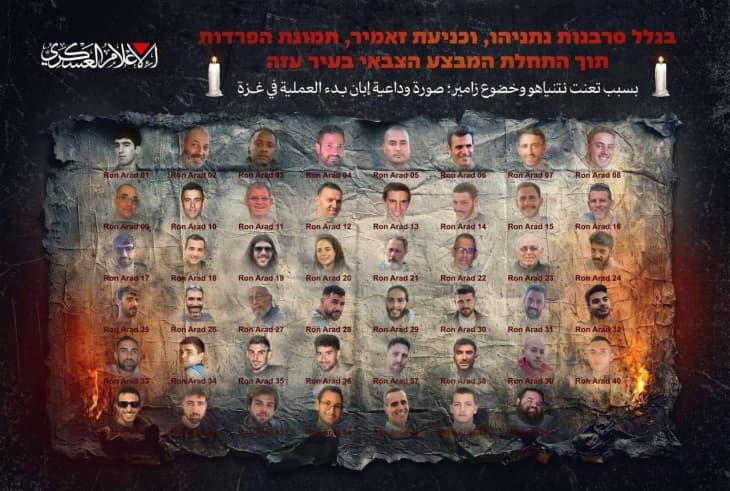 בגלל סרבנות נתניהו, וכניעת זאמיר, תמונת הפרדות
תוך התחלת המבצע הצבאי בעיר עזה
الإعلام العسكري
بسبب تعنت نتنياهو وخضوع زامير؛ صورة وداعية إبان بدء العملية في غـزة
Ron Arad 01 Ron Arad 02 Ron Arad 03 Ron Arad 04 Ron Arad 05 Ron Arad 06 Ron Arad 07 Ron Arad 08
Ron Arad 09 Ron Arad 10 Ron Arad 11 Ron Arad 12 Ron Arad 13 Ron Arad 14 Ron Arad 15 Ron Arad 16
Ron Arad 17 Ron Arad 18 Ron Arad 19 Ron Arad 20 Ron Arad 21 Ron Arad 22 Ron Arad 23 Ron Arad 24
Ron Arad 25 Ron Arad 26 Ron Arad 27 Ron Arad 28 Ron Arad 29 Ron Arad 30 Ron Arad 31 Ron Arad 32
Ron Arad 33 Ron Arad 34 Ron Arad 35 Ron Arad 36 Ron Arad 37 Ron Arad 38 Ron Arad 39 Ron Arad 40